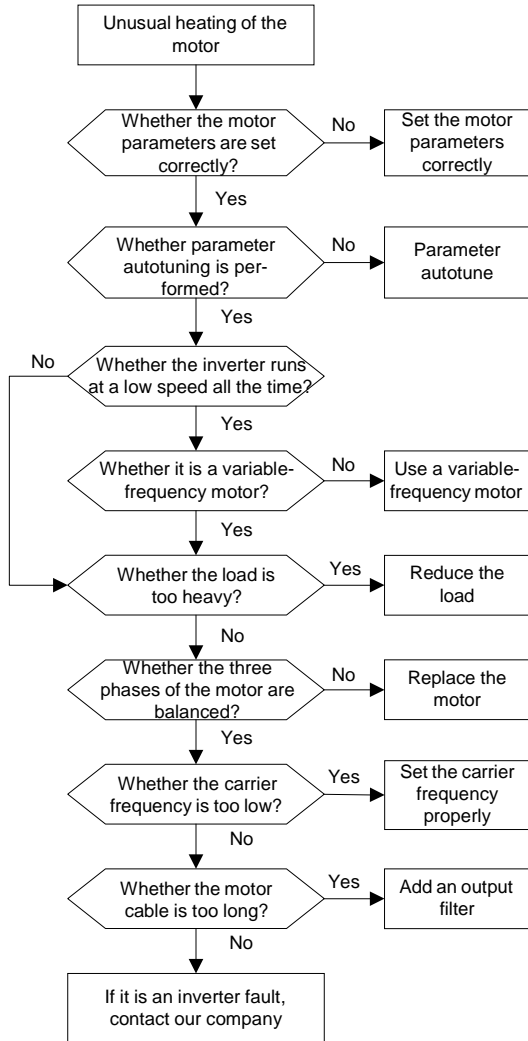 Unusual heating of the
motor
Whether the motor
parameters are set
correctly?
No
Set the motor
parameters
correctly
Yes
Whether parameter
autotuning is per-
formed?
No
Parameter
autotune
Yes
No
Whether the inverter runs
at a low speed all the time?
Yes
Whether it is a variable-
frequency motor?
No
Use a variable-
frequency motor
Yes
Whether the load is
too heavy?
Yes
Reduce the
load
No
Whether the three
phases of the motor are
balanced?
No
Replace the
motor
Yes
Whether the carrier
frequency is too low?
Yes
Set the carrier
frequency
properly
No
Whether the motor
cable is too long?
Yes
Add an output
filter
No
If it is an inverter fault,
contact our company